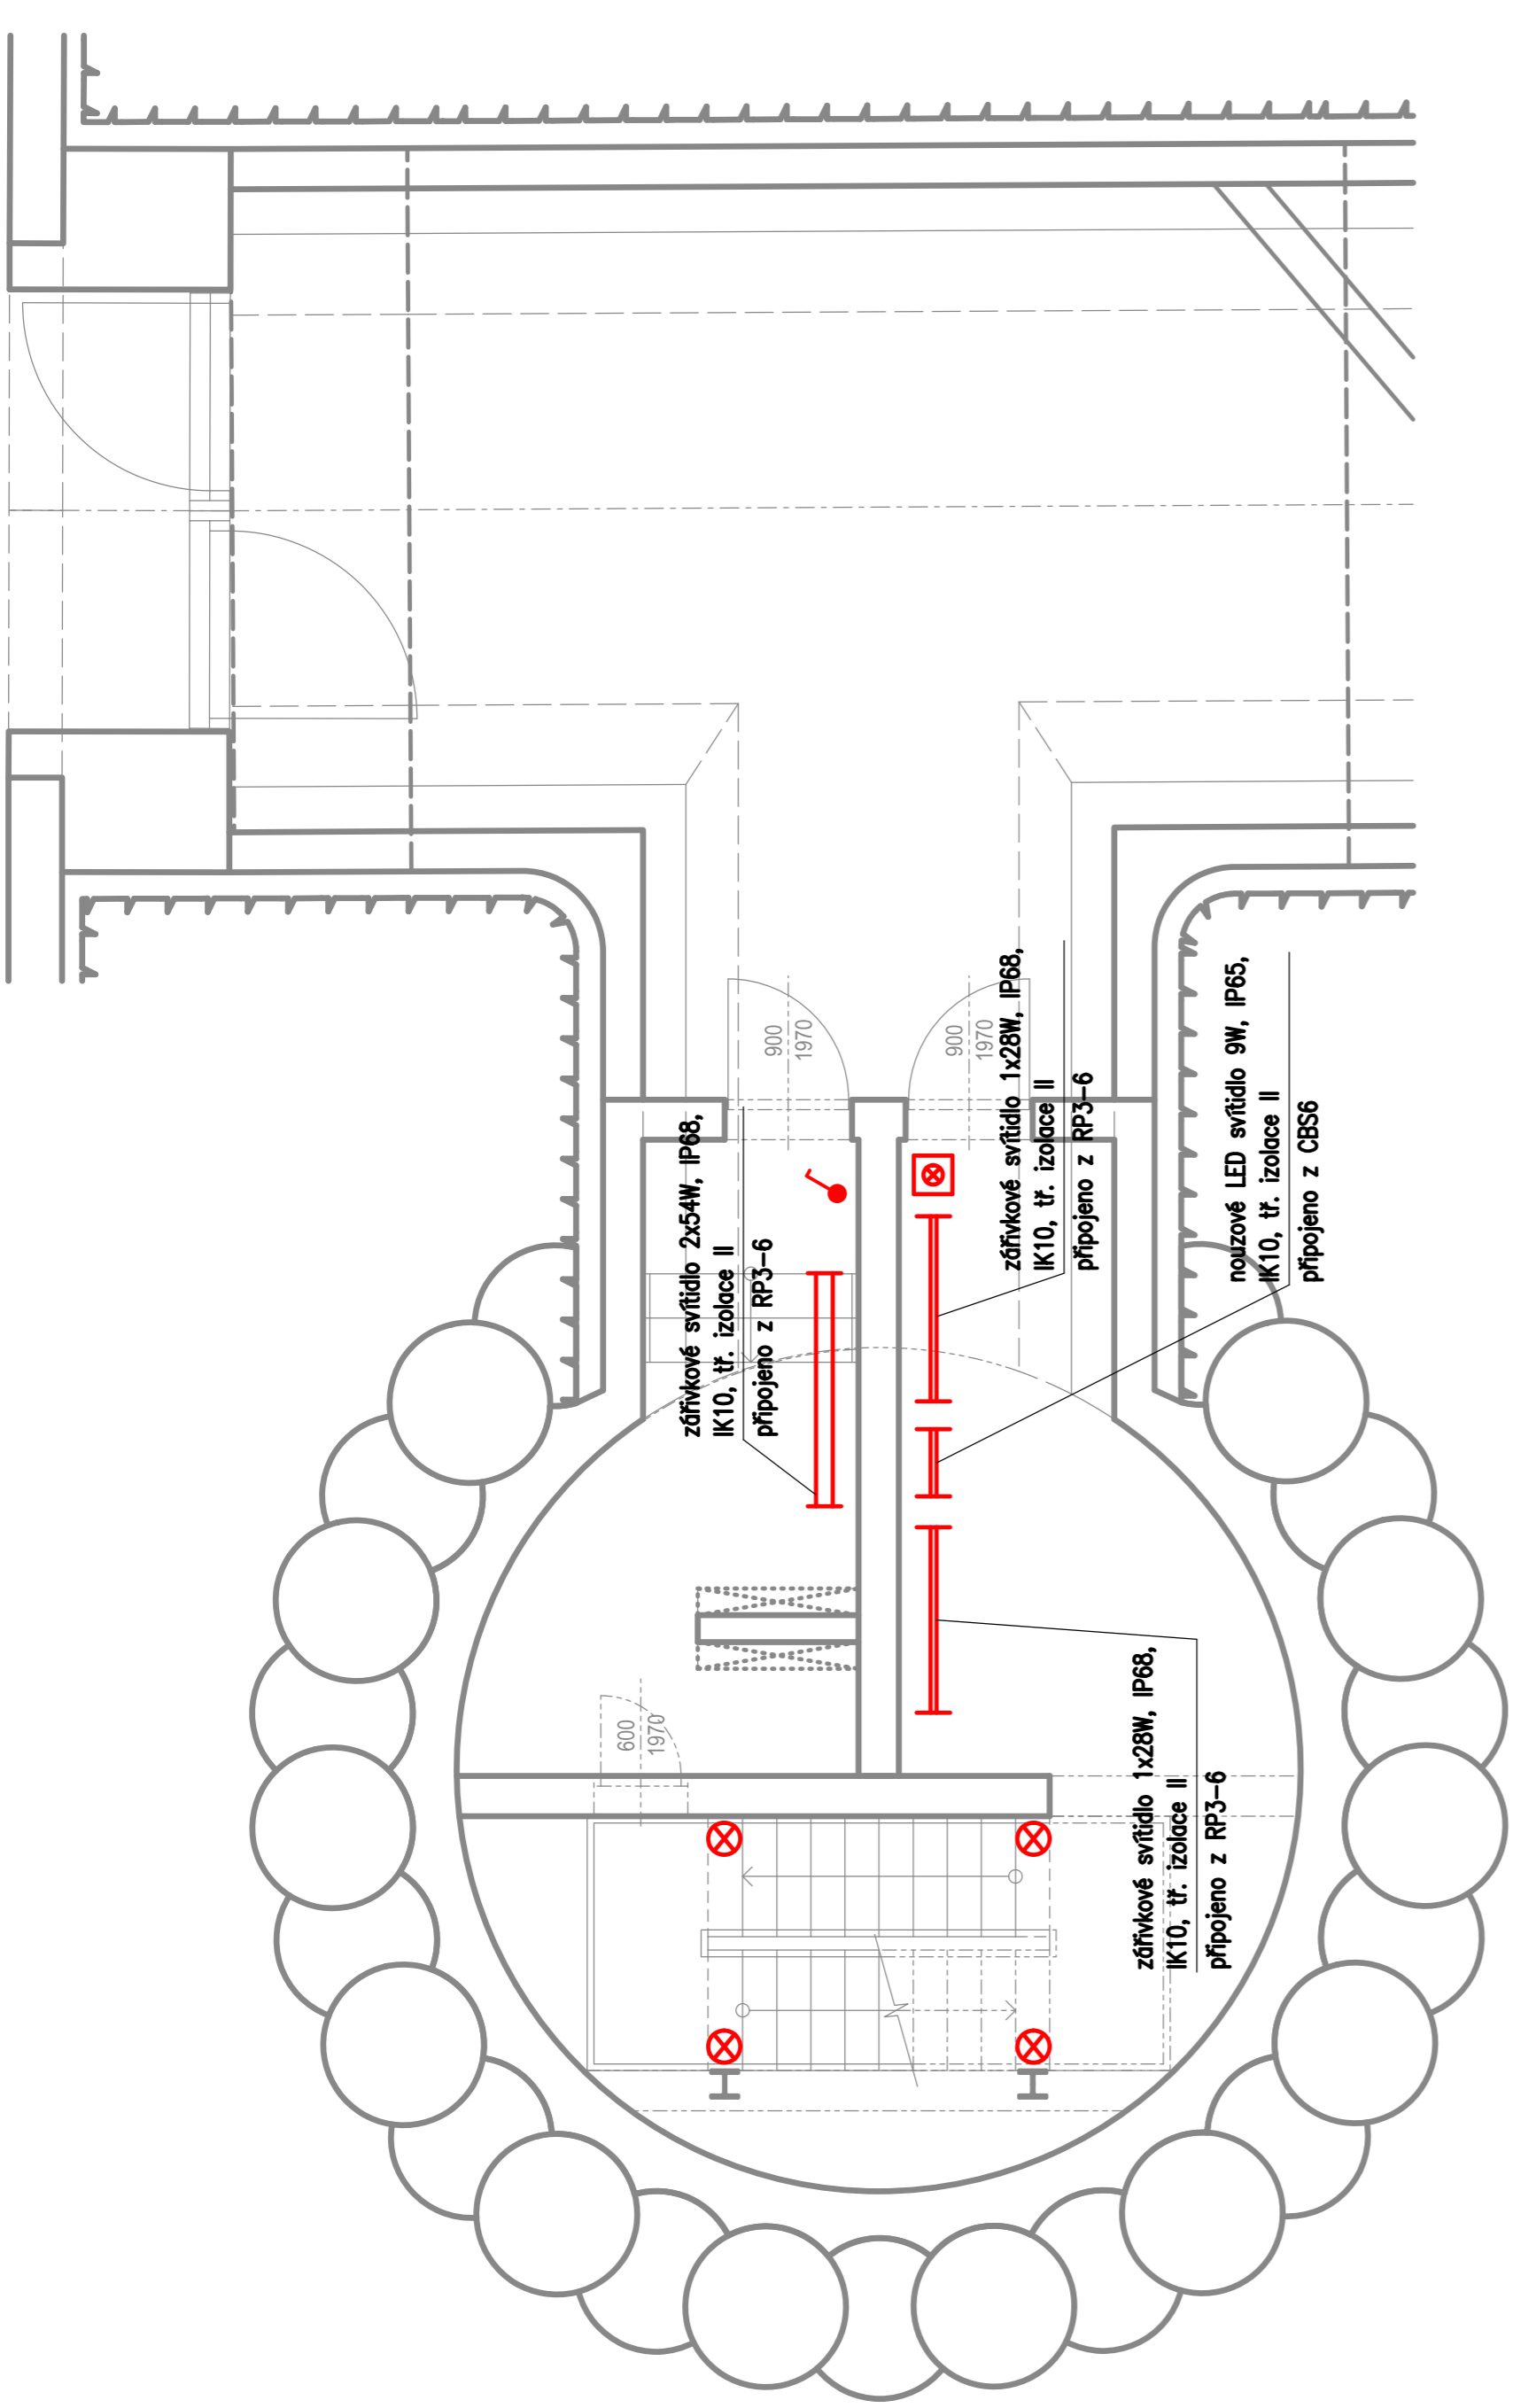 zářivkové svítidlo 2x54W, IP68,
IK10, tř. izolace II
připojeno z RP3-6
900
1970
900
1970
zářivkové svítidlo 1x28W, IP68,
IK10, tř. izolace II
připojeno z RP3-6
nouzové LED svítidlo 9W, IP65,
IK10, tř. izolace II
připojeno z CBS6
600
1970
zářivkové svítidlo 1x28W, IP68,
IK10, tř. izolace II
připojeno z RP3-6